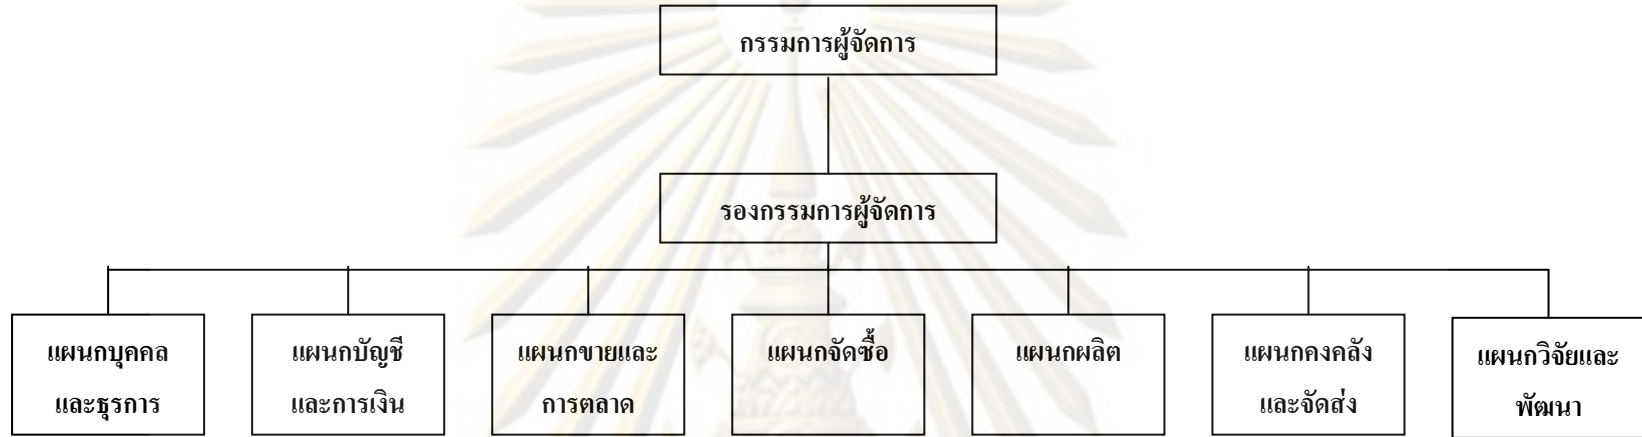 กรรมการผู้จัดการ
รองกรรมการผู้จัดการ
แผนกบุคคล
และธุรการ
แผนกบัญชี
และการเงิน
แผนกขายและ
การตลาด
แผนกจัดซื้อ
แผนกผลิต
แผนกคงคลัง
และจัดส่ง
แผนกวิจัยและ
พัฒนา